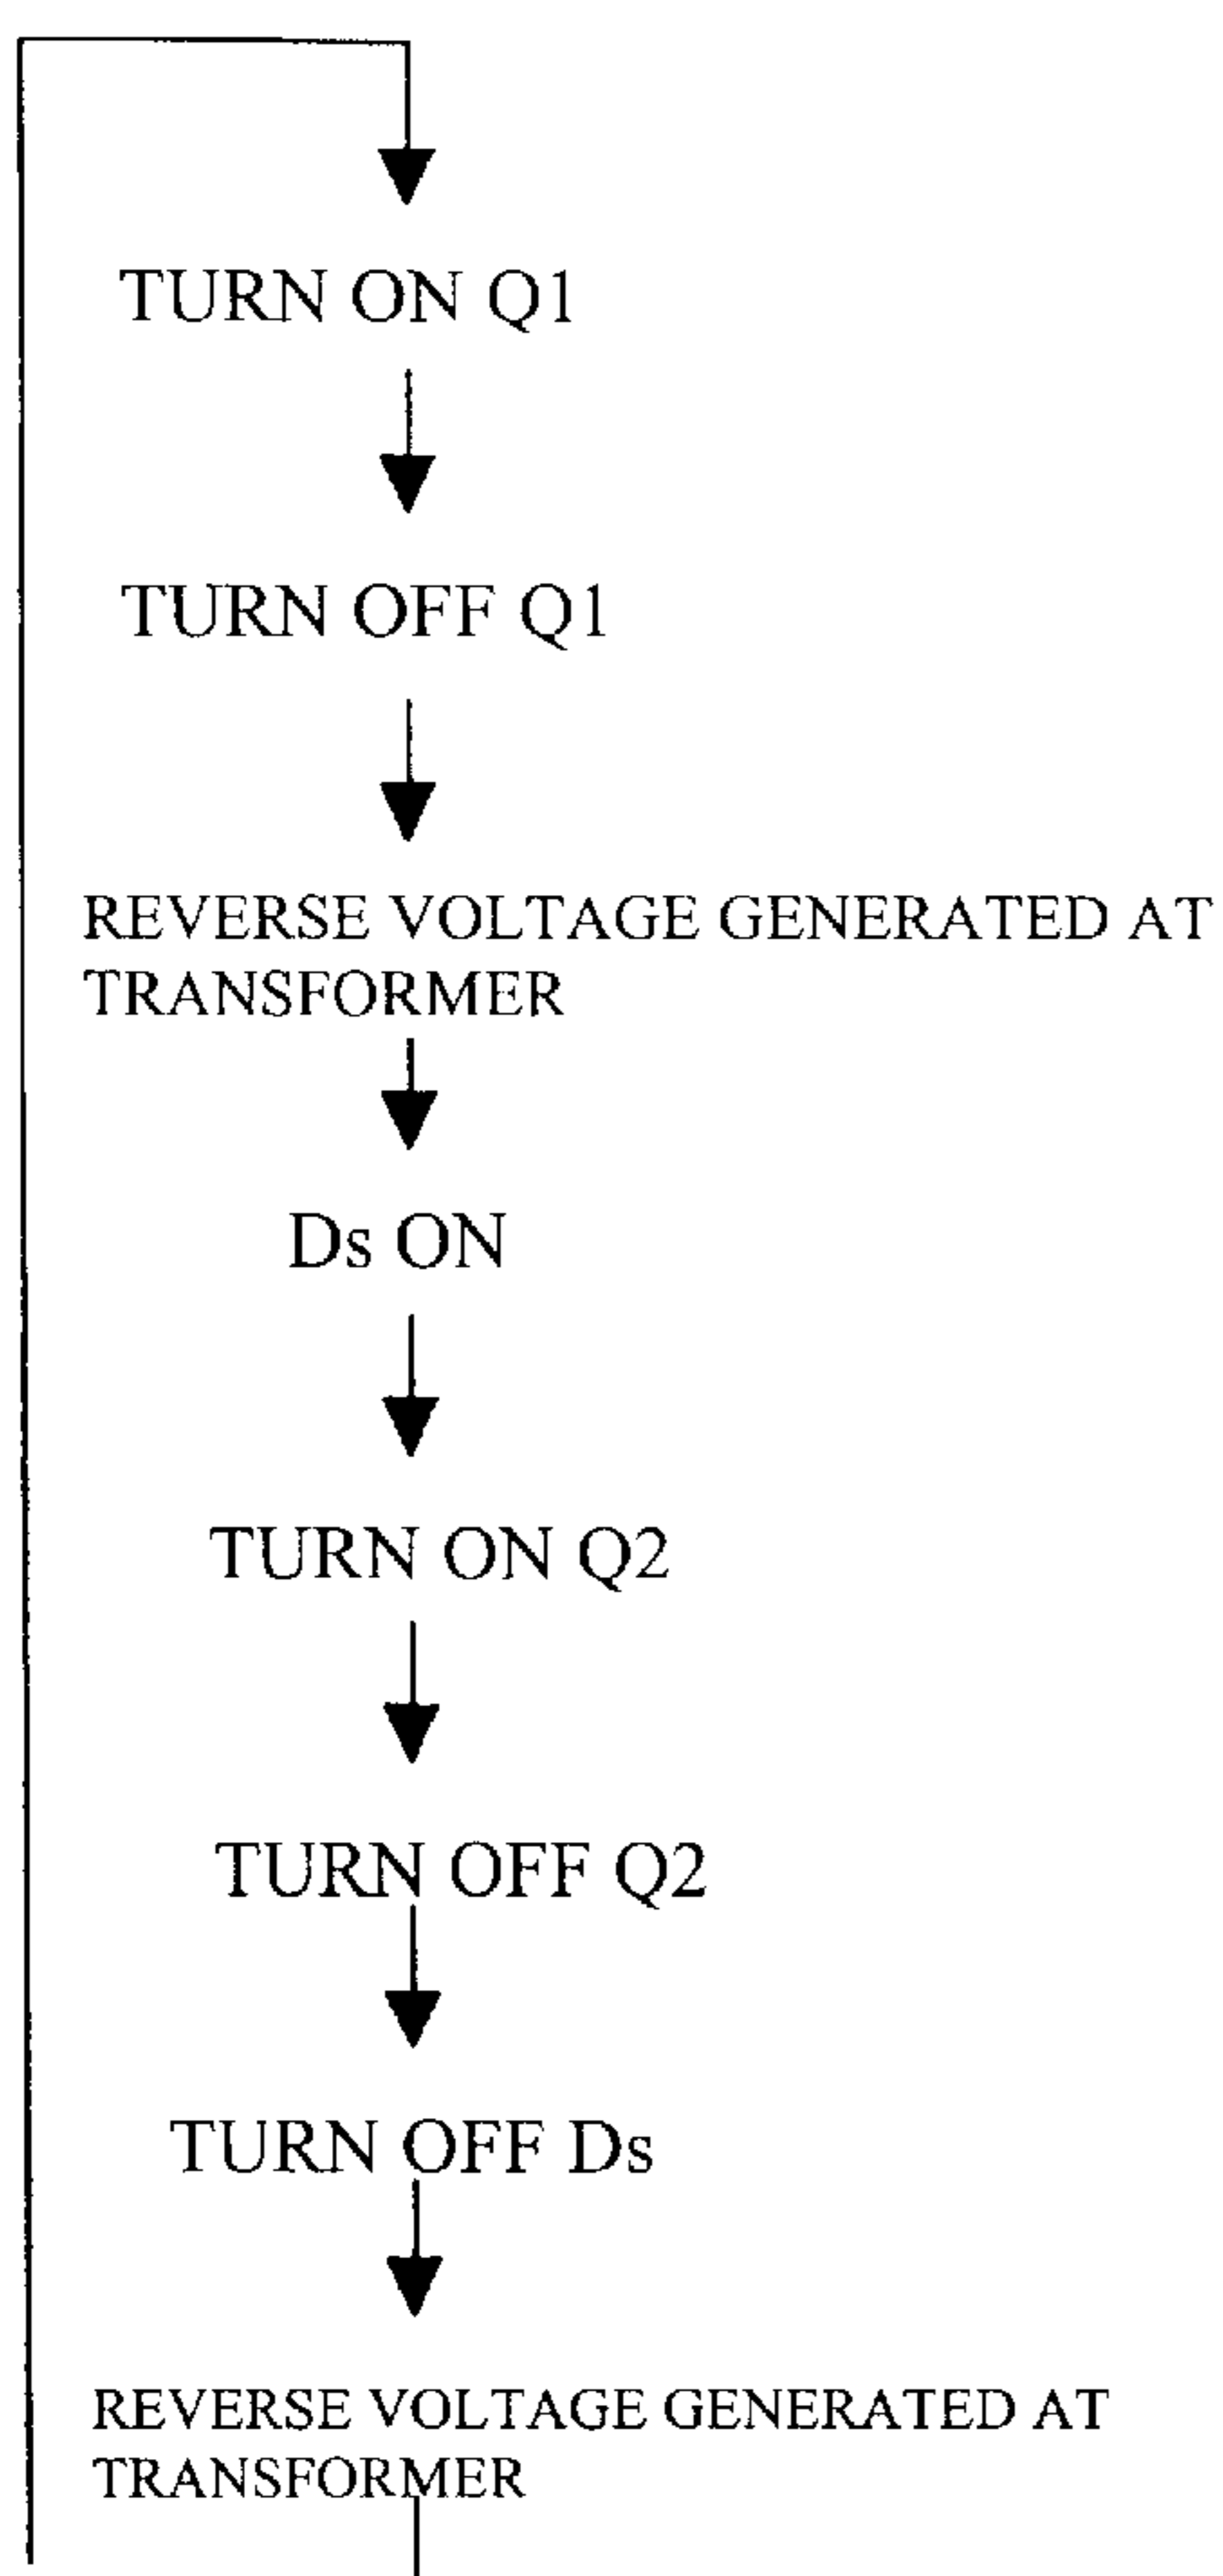 TURN ON Q1
TURN OFF Q1
REVERSE VOLTAGE GENERATED AT
TRANSFORMER
Ds ON
TURN ON Q2
TURN OFF Q2
TURN OFF Ds
REVERSE VOLTAGE GENERATED AT
TRANSFORMER